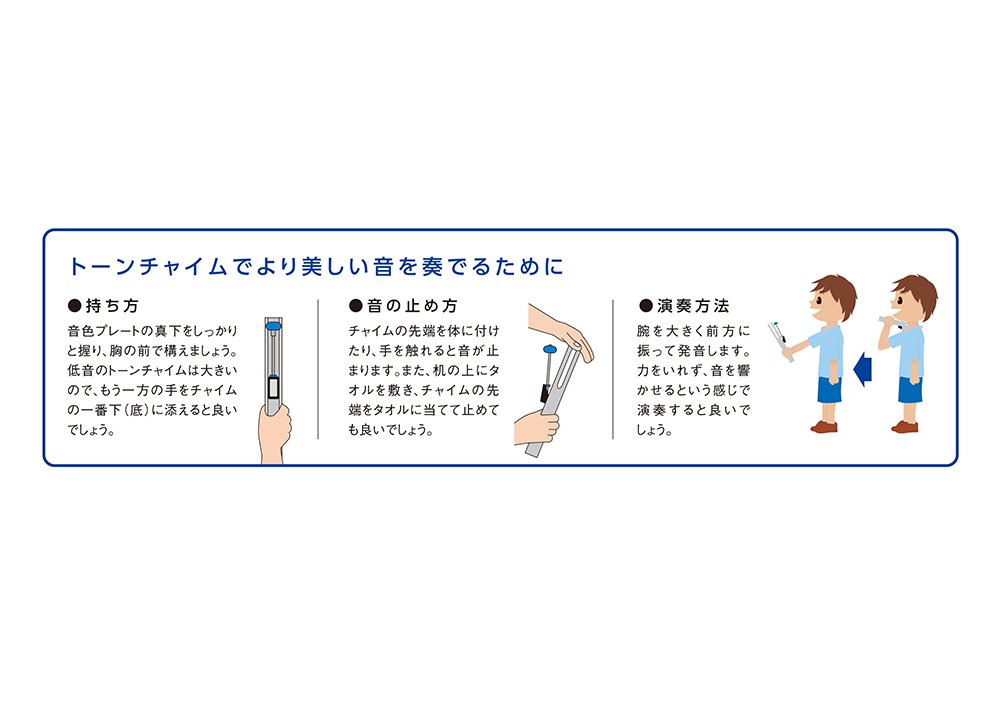 トーンチャイムでより美しい音を奏でるために
●持ち方
音色プレートの真下をしっかり
と握り、胸の前で構えましょう。
低音のトーンチャイムは大きい
ので、もう一方の手をチャイム
の一番下（底）に添えると良い
でしょう。
●音の止め方
チャイムの先端を体に付け
たり、手を触れると音が止
まります。また、机の上にタ
オルを敷き、チャイムの先
端をタオルに当てて止めて
も良いでしょう。
●演奏方法
腕を大きく前方に
振って発音します。
力をいれず、音を響
かせるという感じで
演奏すると良いで
しょう。